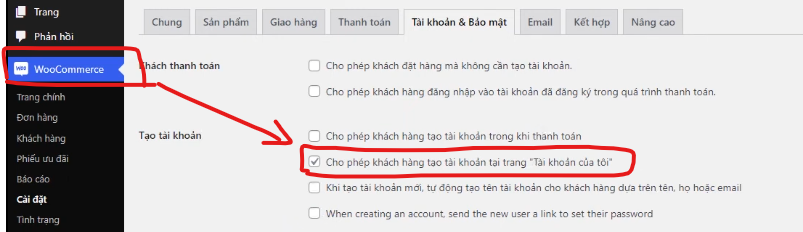 Trang
Phản hồi
WooCommerce
Trang chính
Đơn hàng
Khách hàng
Phiếu ưu đãi
Báo cáo
Cài đặt
Tình trạng
Chung Sản phẩm Giao hàng Thanh toán Tài khoản & Bảo mật Email Kết hợp Nâng cao
Khách thanh toán
Cho phép khách đặt hàng mà không cần tạo tài khoản.
Cho phép khách hàng đăng nhập vào tài khoản đã đăng ký trong quá trình thanh toán.
Tạo tài khoản
Cho phép khách hàng tạo tài khoản trong khi thanh toán
Cho phép khách hàng tạo tài khoản tại trang "Tài khoản của tôi"
Khi tạo tài khoản mới, tự động tạo tên tài khoản cho khách hàng dựa trên tên, họ hoặc email
When creating an account, send the new user a link to set their password